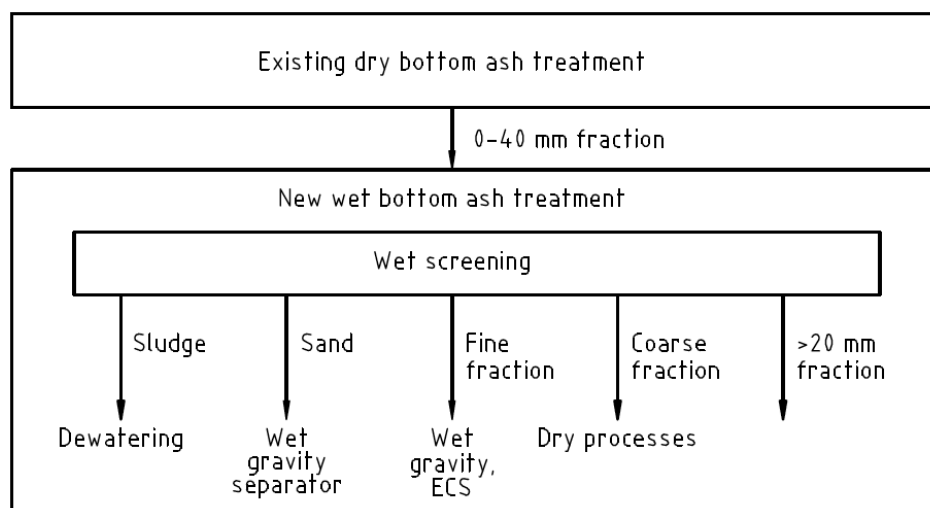 Existing dry bottom ash treatment
0-40 mm fraction
New wet bottom ash treatment
Wet screening
Sludge
Sand
Fine
fraction
Coarse
fraction
>20 mm
fraction
Dewatering
Wet
gravity
separator
Wet
gravity,
ECS
Dry processes